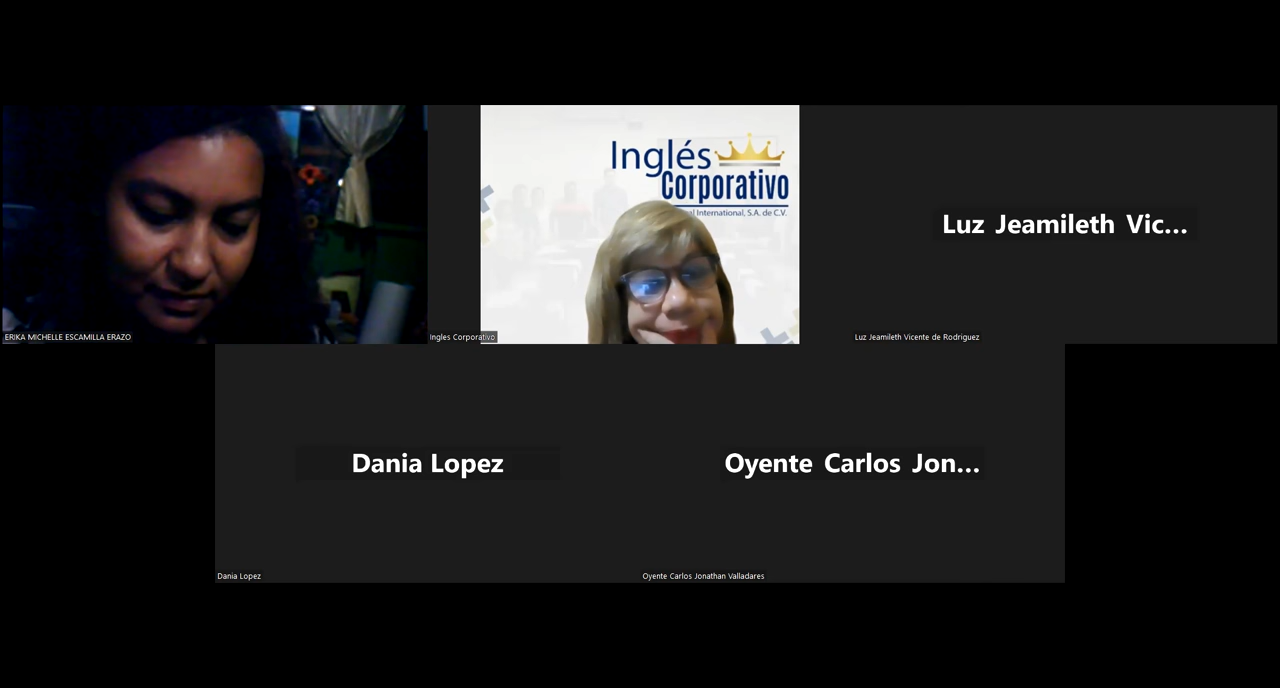 Inglés
Corporativo
al International, S.A. de C.V.
Luz Jeamileth Vic...
ERIKA MICHELLE ESCAMILLA ERAZO
Ingles Corporativo
Luz Jeamileth Vicente de Rodriguez
Dania Lopez
Oyente Carlos Jon...
Dania Lopez
Oyente Carlos Jonathan Valladares